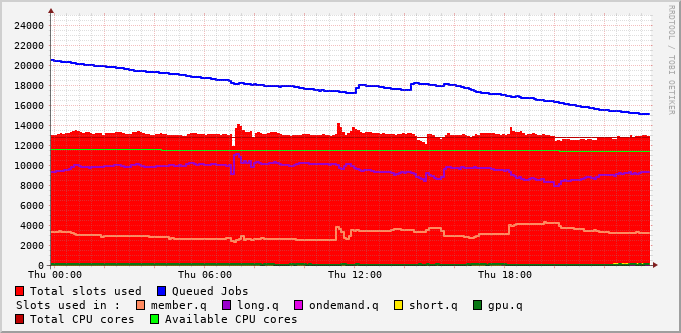 24000
22000
20000
18000
16000
14000
12000
10000
8000
6000
4000
2000
0
Thu 00:00 Thu 06:00 Thu 12:00 Thu 18:00
RRDTOOL / TOBI OETIKER
Total slots used Queued Jobs
Slots used in : member.q long.q ondemand.q short.q gpu.q
Total CPU cores Available CPU cores